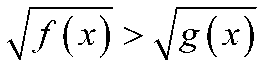 √f(x) > √g(x)